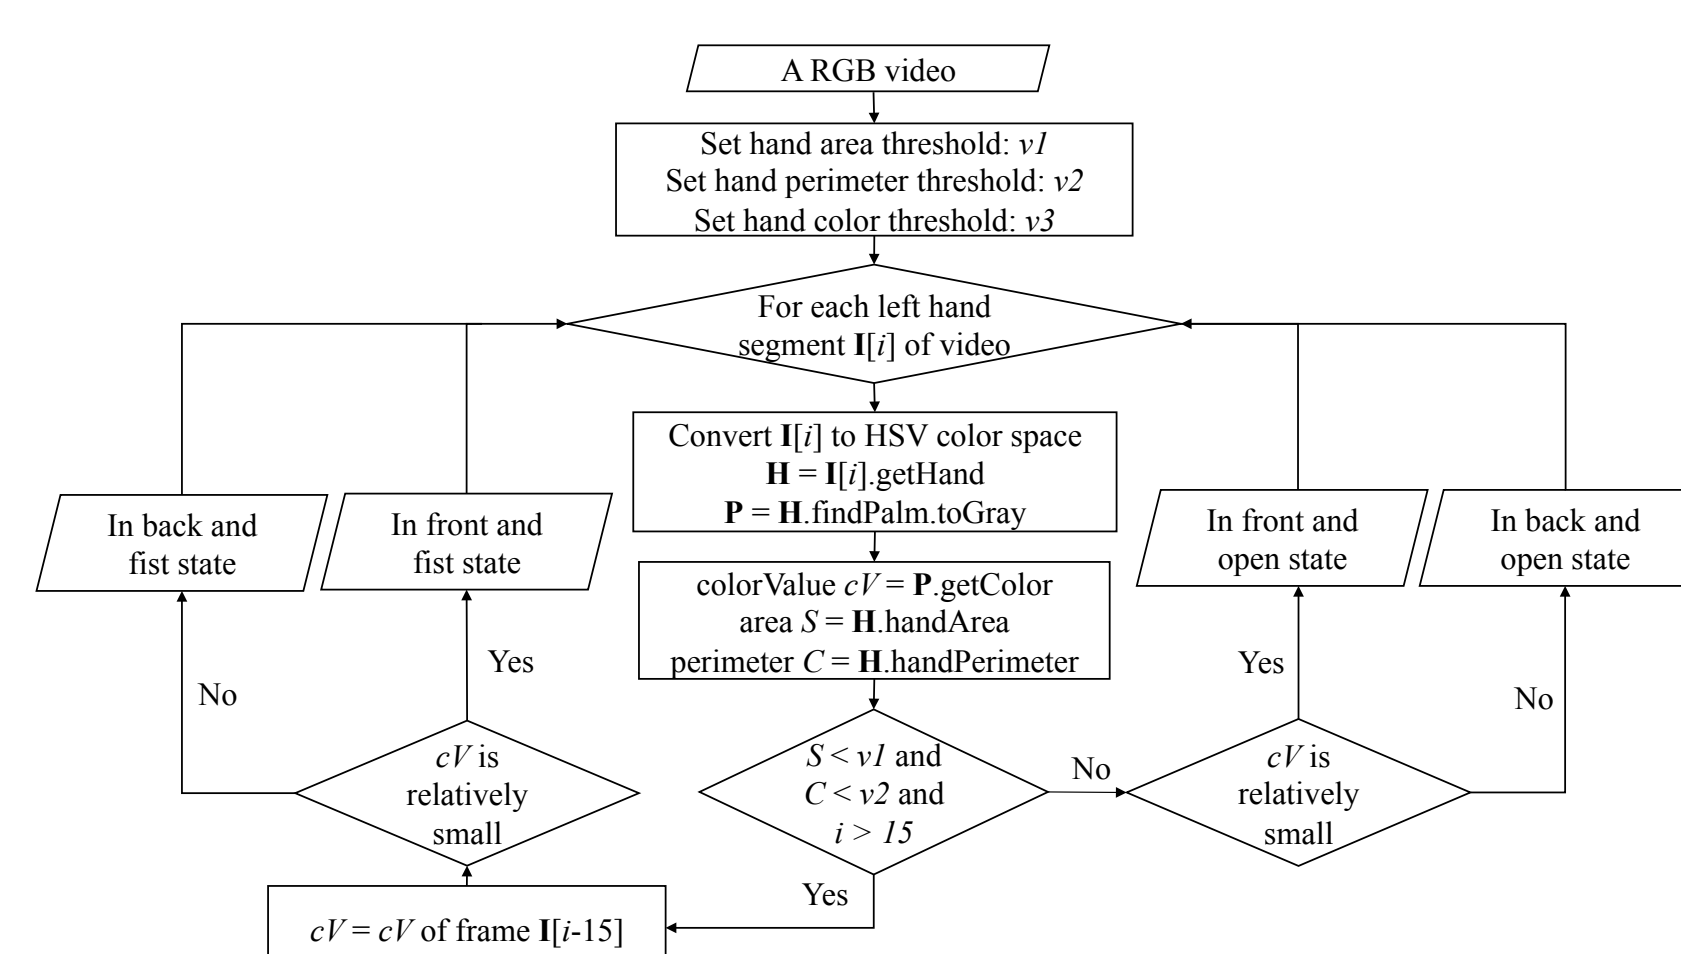 A RGB video
Set hand area threshold: v1
Set hand perimeter threshold: v2
Set hand color threshold: v3
For each left hand
segment I[i] of video
Convert I[i] to HSV color space
H = I[i].getHand
P = H.findPalm.toGray
In back and
fist state
In front and
fist state
In front and
open state
In back and
open state
colorValue cV = P.getColor
area S = H.handArea
perimeter C = H.handPerimeter
No
Yes
Yes
No
cV is
relatively
small
S < v1 and
C < v2 and
i > 15
No
cV is
relatively
small
Yes
cV = cV of frame I[i-15]